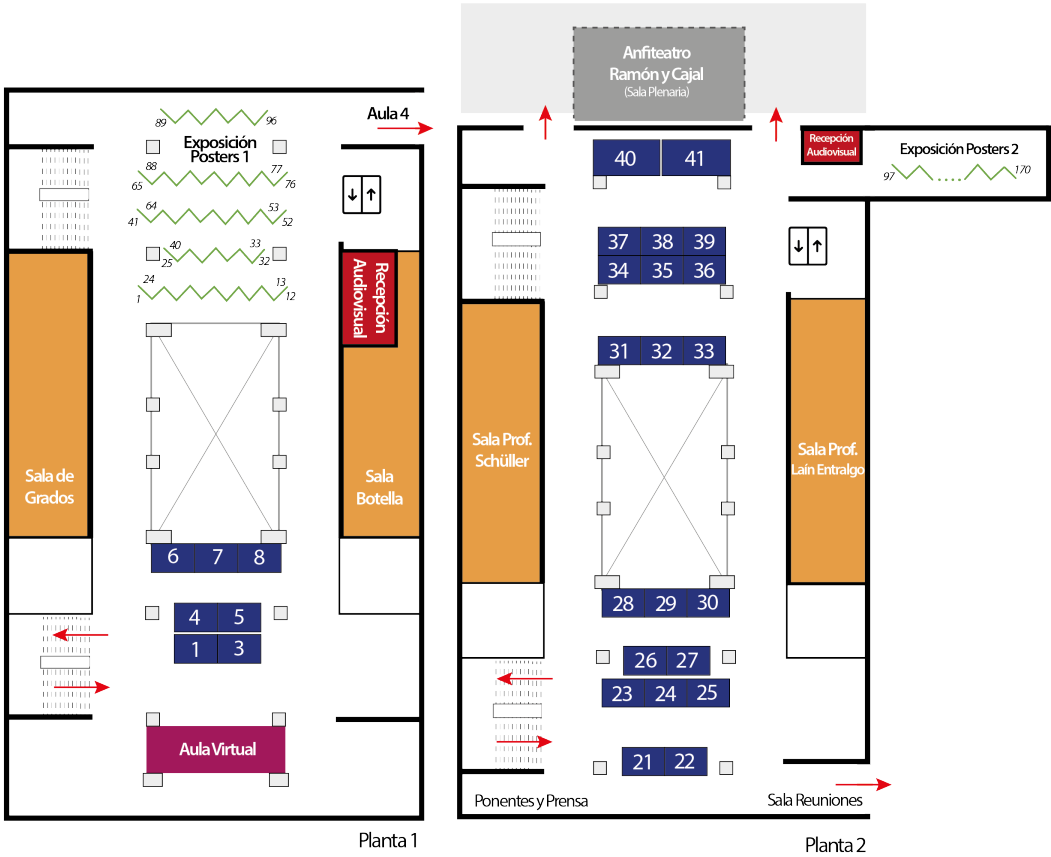 Anfiteatro
Ramón y Cajal
(Sala Plenaria)
Aula 4
89 96
Exposición
Posters 1
88 77
65 76
64 53
41 52
40 33
25 32
24 13
1 12
Recepción
Audiovisual
Sala de
Grados
Sala
Botella
6 7 8
4 5
1 3
Aula Virtual
Planta 1
40 41
Recepción
Audiovisual
Exposición Posters 2
97 170
37 38 39
34 35 36
31 32 33
Sala Prof.
Schüller
Sala Prof.
Laín Entralgo
28 29 30
26 27
23 24 25
21 22
Ponentes y Prensa
Sala Reuniones
Planta 2